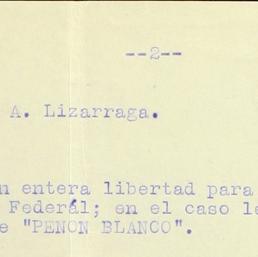 --2--
A. Lizarraga.
n entera libertad para
Federál; en el caso le
e "PENON BLANCO".